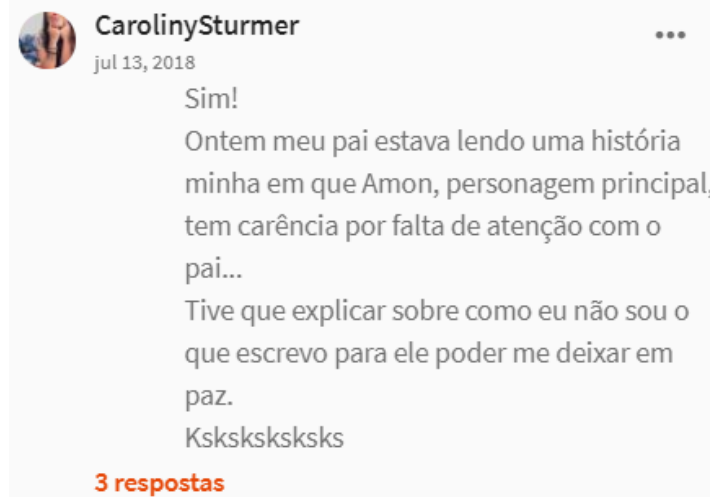 CarolinySturmer
jul 13, 2018
Sim!
Ontem meu pai estava lendo uma história
minha em que Amon, personagem principal,
tem carência por falta de atenção com o
pai...
Tive que explicar sobre como eu não sou o
que escrevo para ele poder me deixar em
paz.
Ksksksksksks
3 respostas